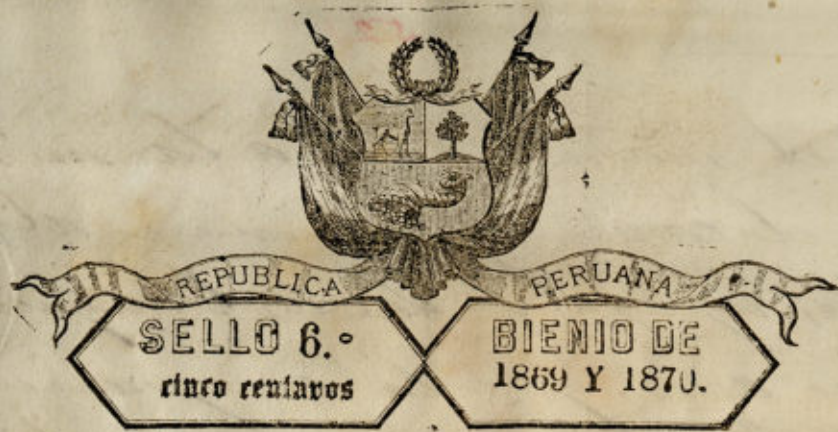 REPUBLICA PERUANA
SELLO 6.º BIENIO DE
cinco centavos 1869 Y 1870.